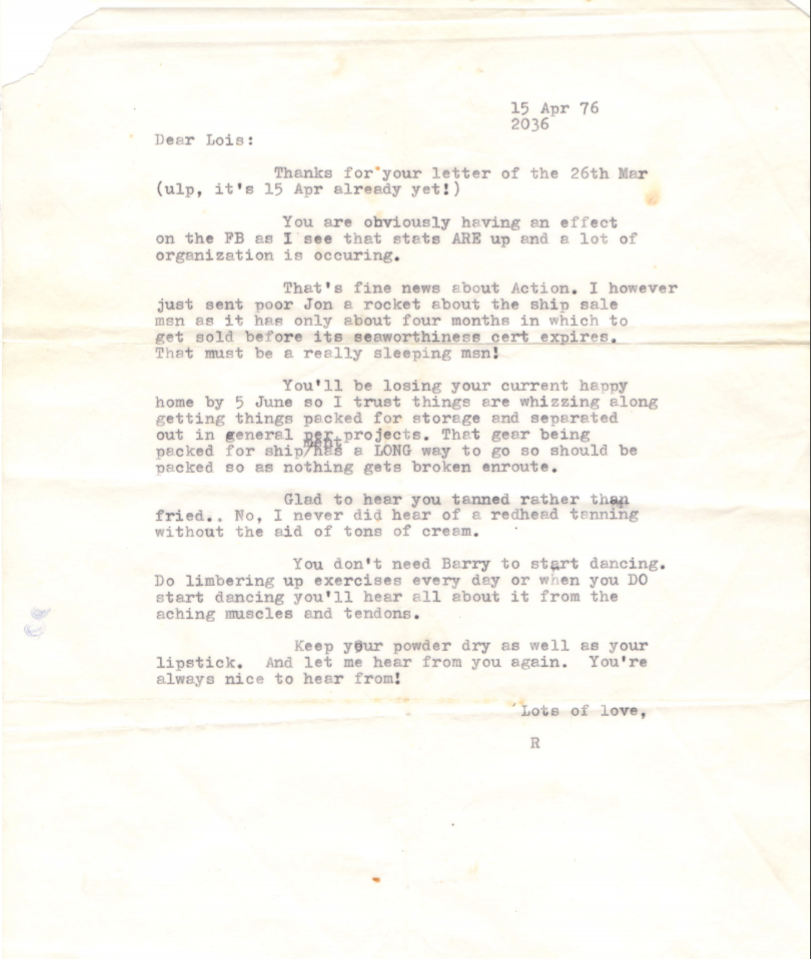 15 Apr 76
2036
Dear Lois:
Thanks for your letter of the 26th Mar
(ulp, it's 15 Apr already yet!)
You are obviously having an effect
on the FB as I see that stats ARE up and a lot of
organization is occuring.
That's fine news about Action. I however
just sent poor Jon a rocket about the ship sale
msn as it has only about four months in which to
get sold before its seaworthiness cert expires.
That must be a really sleeping msn!
You'll be losing your current happy
home by 5 June so I trust things are whizzing along
getting things packed for storage and separated
out in general per projects. That gear being
packed for ship/ment has a LONG way to go so should be
packed so as nothing gets broken enroute.
Glad to hear you tanned rather than
fried.. No, I never did hear of a redhead tanning
without the aid of tons of cream.
You don't need Barry to start dancing.
Do limbering up exercises every day or when you DO
start dancing you'll hear all about it from the
aching muscles and tendons.
Keep your powder dry as well as your
lipstick. And let me hear from you again. You're
always nice to hear from!
Lots of love,
R